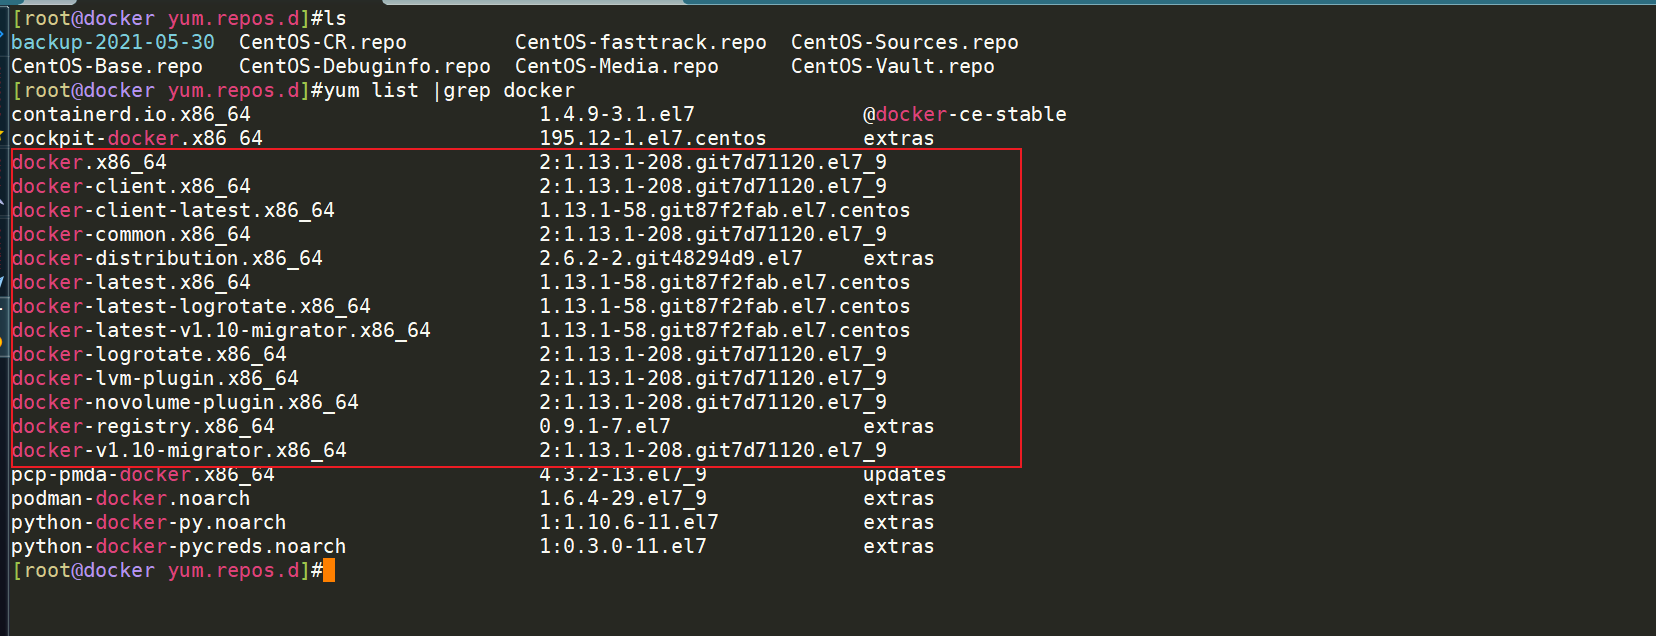 [root@docker yum.repos.d]#ls
backup-2021-05-30  CentOS-CR.repo         CentOS-fasttrack.repo  CentOS-Sources.repo
CentOS-Base.repo   CentOS-Debuginfo.repo  CentOS-Media.repo      CentOS-Vault.repo
[root@docker yum.repos.d]#yum list |grep docker
containerd.io.x86_64                        1.4.9-3.1.el7              @docker-ce-stable
cockpit-docker.x86_64                       195.12-1.el7.centos        extras
docker.x86_64                               2:1.13.1-208.git7d71120.el7_9
docker-client.x86_64                        2:1.13.1-208.git7d71120.el7_9
docker-client-latest.x86_64                 1.13.1-58.git87f2fab.el7.centos
docker-common.x86_64                        2:1.13.1-208.git7d71120.el7_9
docker-distribution.x86_64                  2.6.2-2.git48294d9.el7     extras
docker-latest.x86_64                        1.13.1-58.git87f2fab.el7.centos
docker-latest-logrotate.x86_64              1.13.1-58.git87f2fab.el7.centos
docker-latest-v1.10-migrator.x86_64         1.13.1-58.git87f2fab.el7.centos
docker-logrotate.x86_64                     2:1.13.1-208.git7d71120.el7_9
docker-lvm-plugin.x86_64                    2:1.13.1-208.git7d71120.el7_9
docker-novolume-plugin.x86_64               2:1.13.1-208.git7d71120.el7_9
docker-registry.x86_64                      0.9.1-7.el7                extras
docker-v1.10-migrator.x86_64                2:1.13.1-208.git7d71120.el7_9
pcp-pmda-docker.x86_64                      4.3.2-13.el7_9             updates
podman-docker.noarch                        1.6.4-29.el7_9             extras
python-docker-py.noarch                     1:1.10.6-11.el7            extras
python-docker-pycreds.noarch                1:0.3.0-11.el7             extras
[root@docker yum.repos.d]#